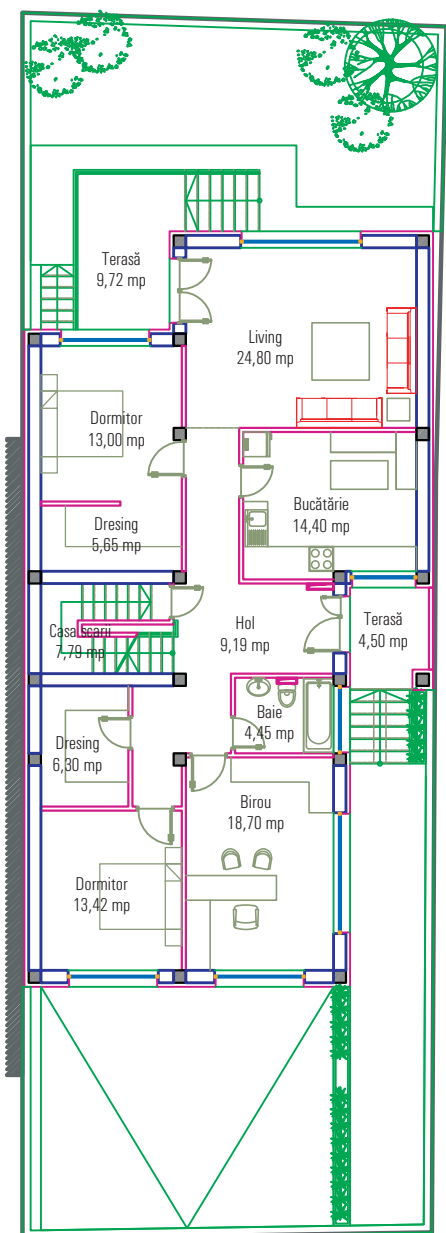 Terasă
9,72 mp
Living
24,80 mp
Dormitor
13,00 mp
Bucătărie
14,40 mp
Dresing
5,65 mp
Casa scarii
7,79 mp
Hol
9,19 mp
Terasă
4,50 mp
Baie
4,45 mp
Dresing
6,30 mp
Birou
18,70 mp
Dormitor
13,42 mp